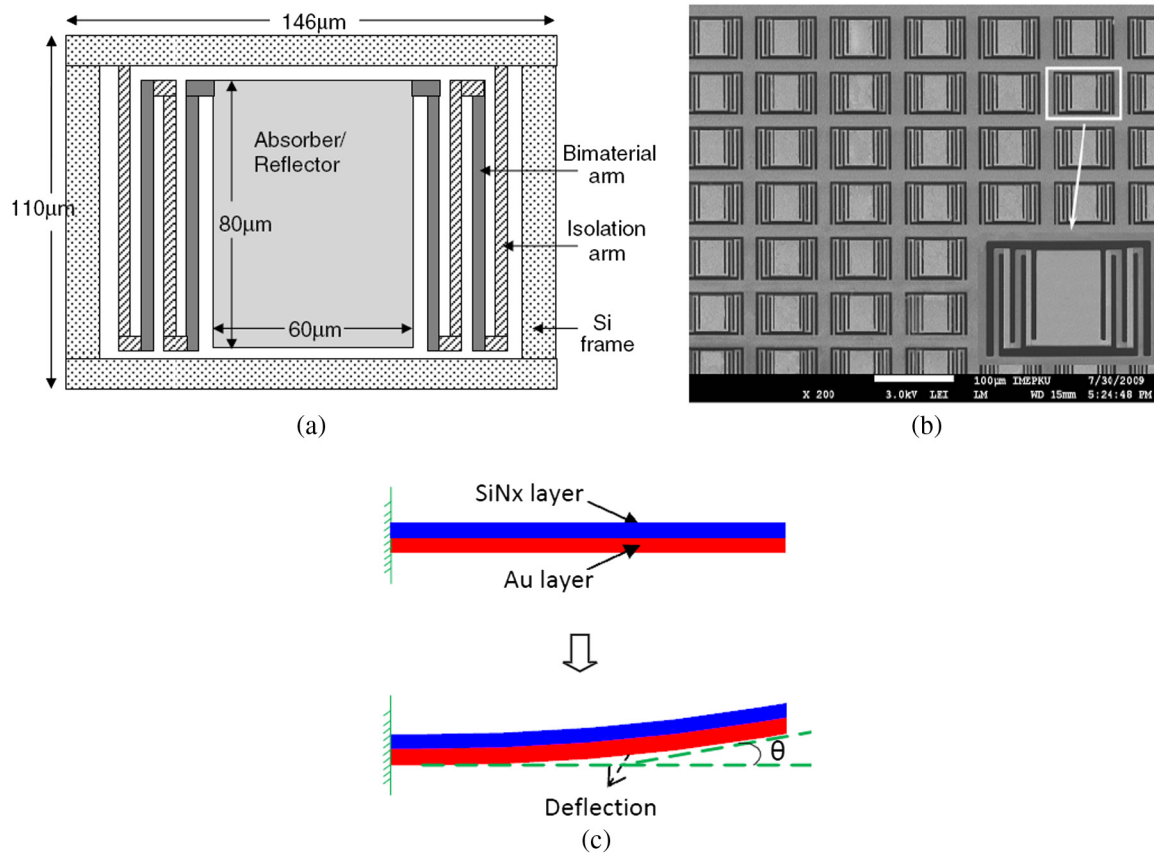 146μm
110μm
Absorber/
Reflector
80μm
60μm
Bimaterial
arm
Isolation
arm
Si
frame
(a)
100μm IMEPKU 7/30/2009
X 200 3.0kV LEI LM WD 15mm 5:24:48 PM
(b)
SiNx layer
Au layer
θ
Deflection
(c)